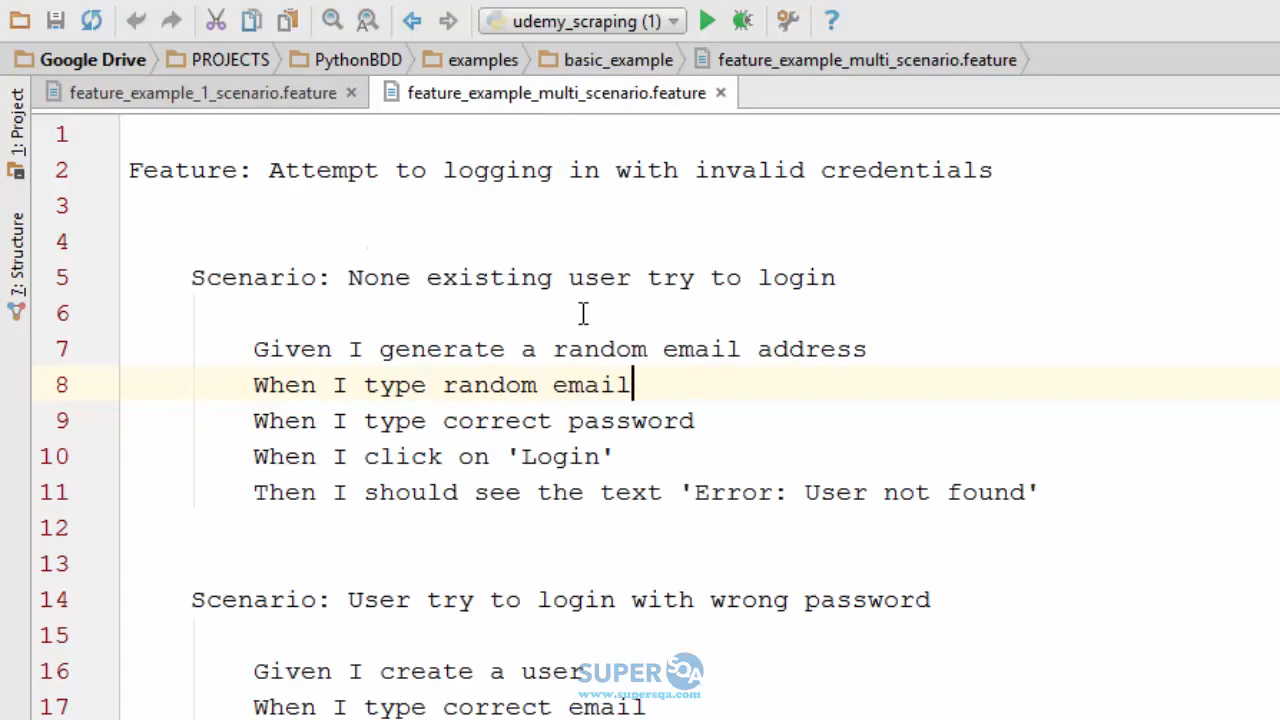 udemy_scraping (1)
Google Drive PROJECTS PythonBDD examples basic_example feature_example_multi_scenario.feature
feature_example_1_scenario.feature feature_example_multi_scenario.feature
1: Project
7: Structure
1
2 Feature: Attempt to logging in with invalid credentials
3
4
5 Scenario: None existing user try to login
6
7 Given I generate a random email address
8 When I type random email
9 When I type correct password
10 When I click on 'Login'
11 Then I should see the text 'Error: User not found'
12
13
14 Scenario: User try to login with wrong password
15
16 Given I create a user
17 When I type correct email
SUPER SQA
www.supersqa.com